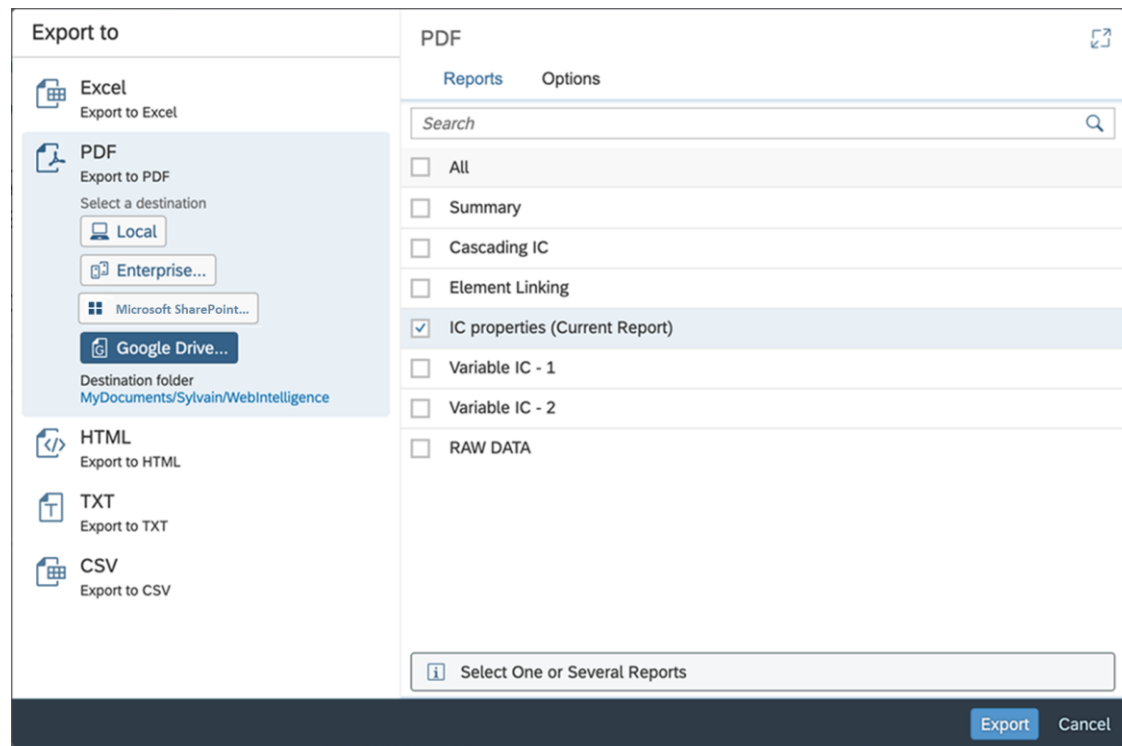 Export to
Excel
Export to Excel
PDF
Export to PDF
Select a destination
Local
Enterprise...
Microsoft SharePoint...
Google Drive...
Destination folder
MyDocuments/Sylvain/WebIntelligence
HTML
Export to HTML
TXT
Export to TXT
CSV
Export to CSV
PDF
Reports Options
Search
All
Summary
Cascading IC
Element Linking
IC properties (Current Report)
Variable IC - 1
Variable IC - 2
RAW DATA
Select One or Several Reports
Export Cancel